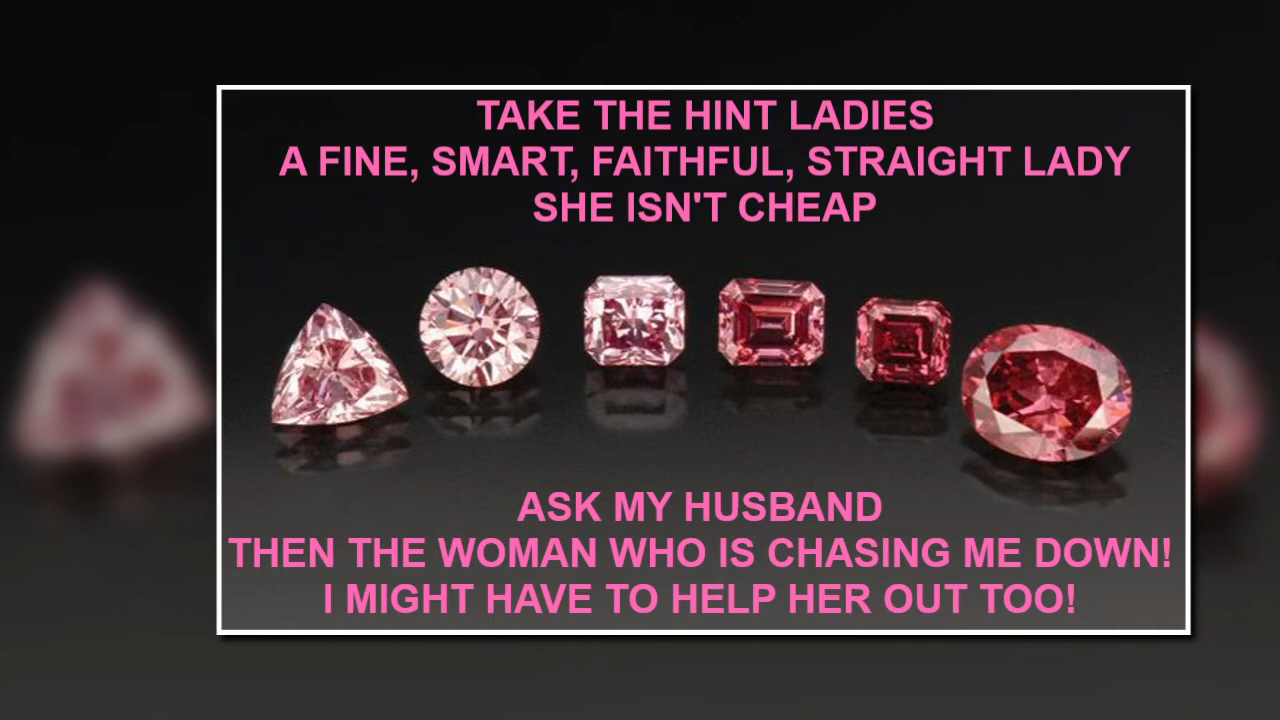 TAKE THE HINT LADIES
A FINE, SMART, FAITHFUL, STRAIGHT LADY
SHE ISN'T CHEAP
ASK MY HUSBAND
THEN THE WOMAN WHO IS CHASING ME DOWN!
I MIGHT HAVE TO HELP HER OUT TOO!